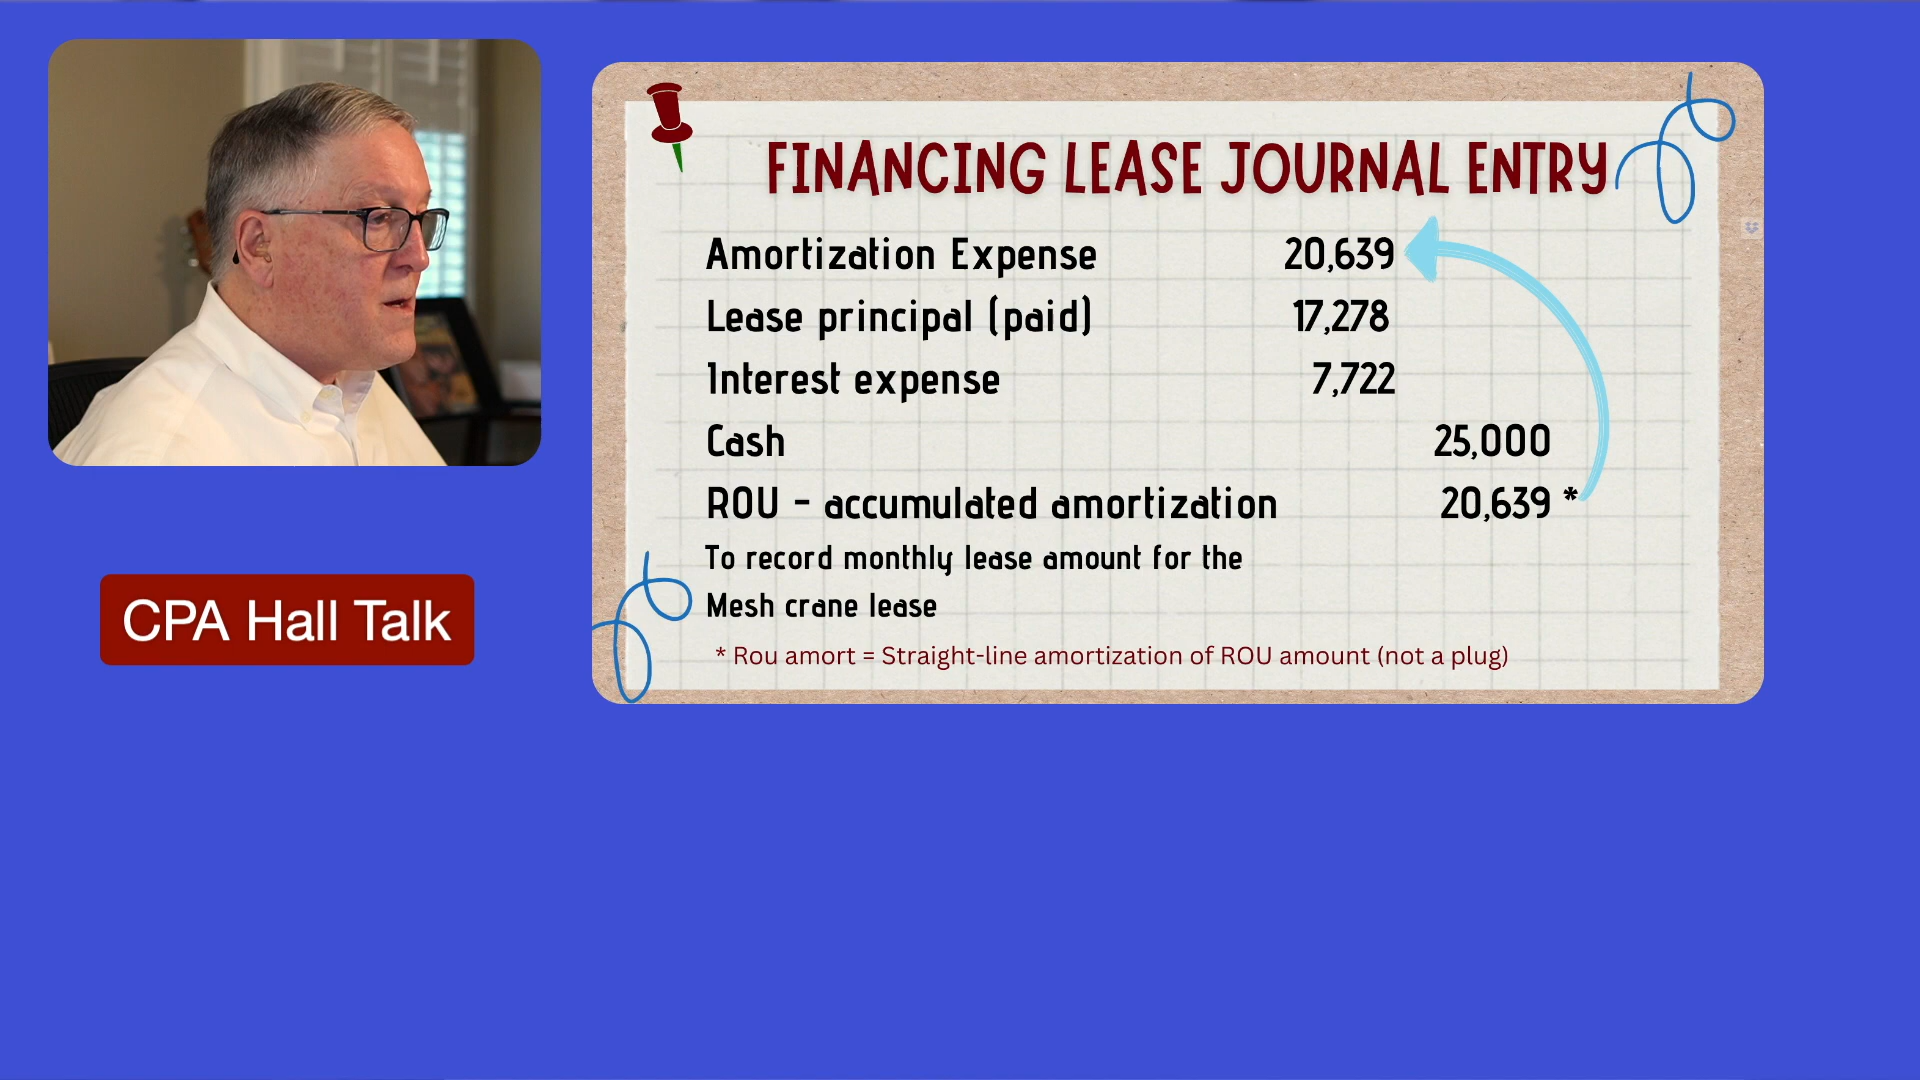 FINANCING LEASE JOURNAL ENTRY
Amortization Expense 20,639
Lease principal (paid) 17,278
Interest expense 7,722
Cash 25,000
ROU - accumulated amortization 20,639 *
To record monthly lease amount for the
Mesh crane lease
* Rou amort = Straight-line amortization of ROU amount (not a plug)
CPA Hall Talk